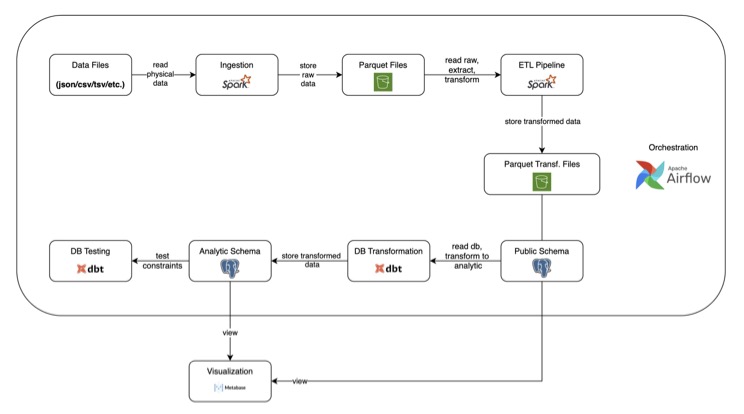 Data Files
(json/csv/tsv/etc.)
read
physical
data
Ingestion
APACHE
Spark
store
raw
data
Parquet Files
read raw,
extract,
transform
ETL Pipeline
APACHE
Spark
store transformed data
Parquet Transf. Files
Orchestration
Apache
Airflow
DB Testing
dbt
test
constraints
Analytic Schema
store transformed
data
DB Transformation
dbt
read db,
transform to
analytic
Public Schema
view
Visualization
Metabase
view